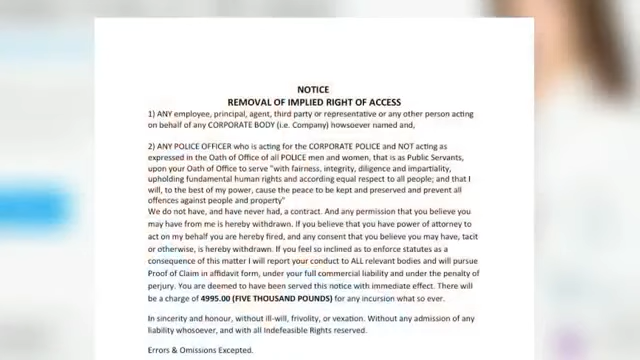 NOTICE
REMOVAL OF IMPLIED RIGHT OF ACCESS
1) ANY employee, principal, agent, third party or representative or any other person acting
on behalf of any CORPORATE BODY (i.e. Company) howsoever named and,
2) ANY POLICE OFFICER who is acting for the CORPORATE POLICE and NOT acting as
expressed in the Oath of Office of all POLICE men and women, that is as Public Servants,
upon your Oath of Office to serve "with fairness, integrity, diligence and impartiality,
upholding fundamental human rights and according equal respect to all people; and that I
will, to the best of my power, cause the peace to be kept and preserved and prevent all
offences against people and property"
We do not have, and have never had, a contract. And any permission that you believe you
may have from me is hereby withdrawn. If you believe that you have power of attorney to
act on my behalf you are hereby fired, and any consent that you believe you may have, tacit
or otherwise, is hereby withdrawn. If you feel so inclined as to enforce statutes as a
consequence of this matter I will report your conduct to ALL relevant bodies and will pursue
Proof of Claim in affidavit form, under your full commercial liability and under the penalty of
perjury. You are deemed to have been served this notice with immediate effect. There will
be a charge of 4995.00 (FIVE THOUSAND POUNDS) for any incursion what so ever.
In sincerity and honour, without ill-will, frivolity, or vexation. Without any admission of any
liability whosoever, and with all Indefeasible Rights reserved.
Errors & Omissions Excepted.